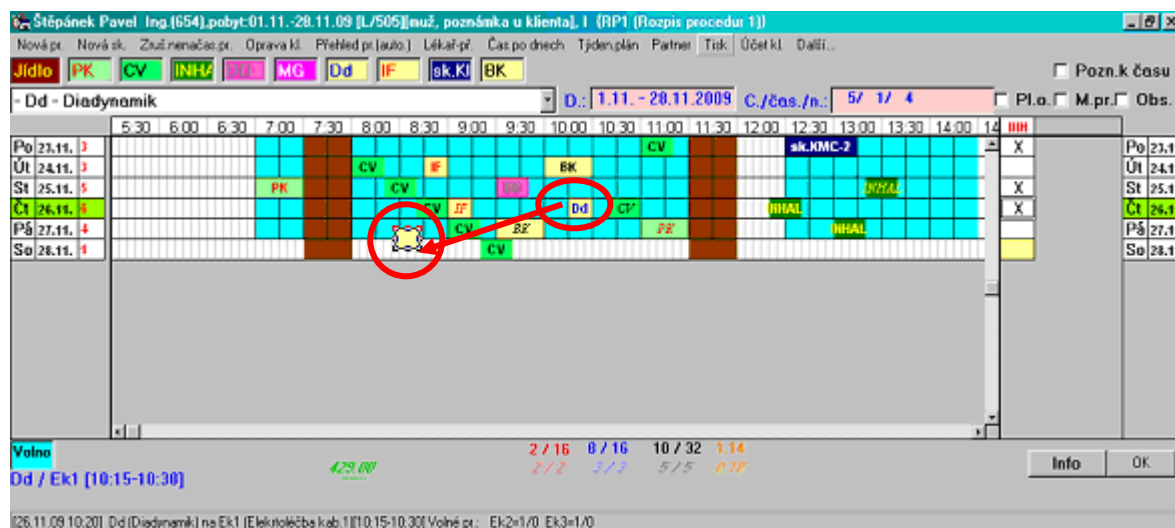 Štěpánek Pavel Ing.(654),pobyt:01.11.-28.11.09 [L/505][muž, poznámka u klienta], I (RP1 (Rozpis procedur 1))
Nová pr. Nová sk. Zruš.nenačas.pr. Oprava kl. Přehled pr.(auto.) Lékař-př. Čas po dnech Týden.plán Partner Tisk Účet kl. Další...
Jídlo PK CV INHA MG Dd IF sk.KI BK
Pozn.k času
- Dd - Diadynamik D.: 1.11. - 28.11.2009 C./čas./n.: 5/ 1/ 4 Pl.a. M.pr. Obs.
5:30 6:00 6:30 7:00 7:30 8:00 8:30 9:00 9:30 10:00 10:30 11:00 11:30 12:00 12:30 13:00 13:30 14:00 14
Po 23.11. 3 CV sk.KMC-2 X Po 23.1
Út 24.11. 3 CV IF BK Út 24.1
St 25.11. 5 PK CV INHAL X St 25.1
Čt 26.11. 6 CV IF Dd CV INHAL X Čt 26.1
Pá 27.11. 4 CV BK PK INHAL Pá 27.1
So 28.11. 1 CV So 28.1
Volno 2 / 16 8 / 16 10 / 32 1.14
429.00 2 / 2 3 / 3 5 / 5 0.18
Info OK
Dd / Ek1 [10:15-10:30]
[26.11.09 10:20] Dd (Diadynamik) na Ek1 (Elektroléčba kab.1)[10:15-10:30] Volné pr.: Ek2=1/0 Ek3=1/0